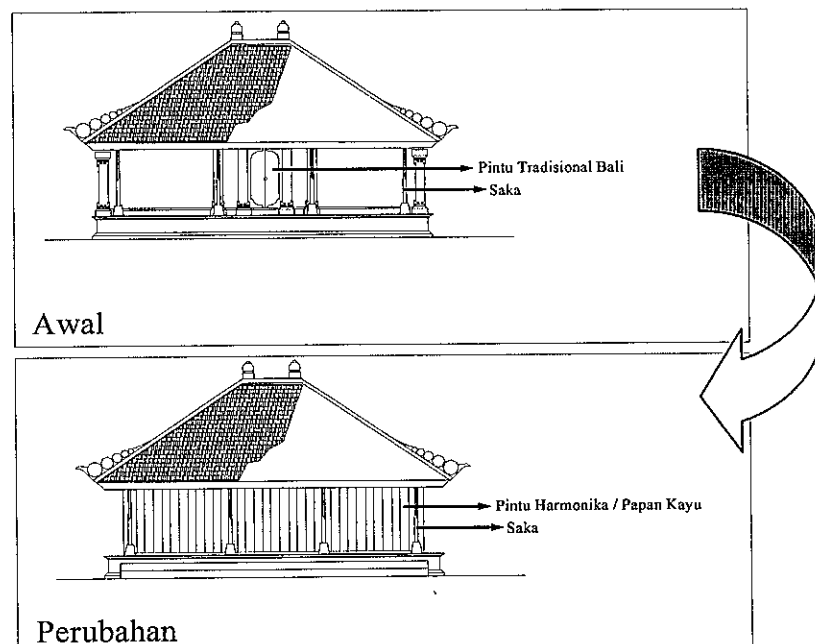 Pintu Tradisional Bali
Saka
Awal
Pintu Harmonika / Papan Kayu
Saka
Perubahan